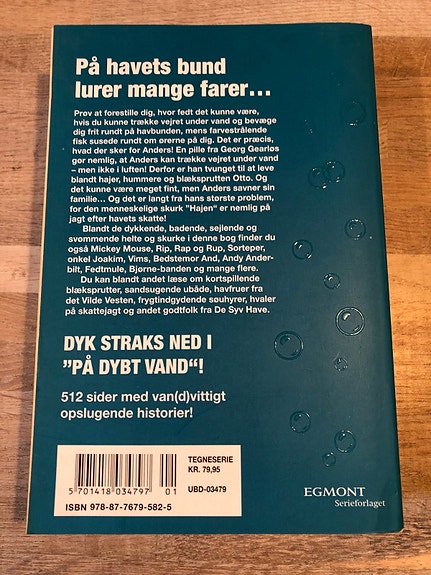 På havets bund
lurer mange farer...
Prøv at forestille dig, hvor fedt det kunne være,
hvis du kunne trække vejret under vand og bevæge
dig frit rundt på havbunden, mens farvestrålende
fisk susede rundt om ørerne på dig. Det er præcis,
hvad der sker for Anders! En pille fra Georg Gearløs
gør nemlig, at Anders kan trække vejret under vand
– men ikke i luften! Derfor er han tvunget til at leve
blandt hajer, hummere og blæksprutten Otto. Og
det kunne være meget fint, men Anders savner sin
familie... Og det er langt fra hans største problem,
for den menneskelige skurk "Hajen" er nemlig på
jagt efter havets skatte!
Blandt de dykkende, badende, sejlende og
svømmende helte og skurke i denne bog finder du
også Mickey Mouse, Rip, Rap og Rup, Sorteper,
onkel Joakim, Vims, Bedstemor And, Andy Ander-
bilt, Fedtmule, Bjørne-banden og mange flere.
Du kan blandt andet læse om kortspillende
blæksprutter, sandsugende ubåde, havfruer fra
det Vilde Vesten, frygtindgydende souhyrer, hvaler
på skattejagt og andet godtfolk fra De Syv Have.
DYK STRAKS NED I
"PÅ DYBT VAND"!
512 sider med van(d)vittigt
opslugende historier!
TEGNESERIE
KR. 79,95
UBD-03479
5 701418 034797 01
ISBN 978-87-7679-582-5
EGMONT
Serieforlaget